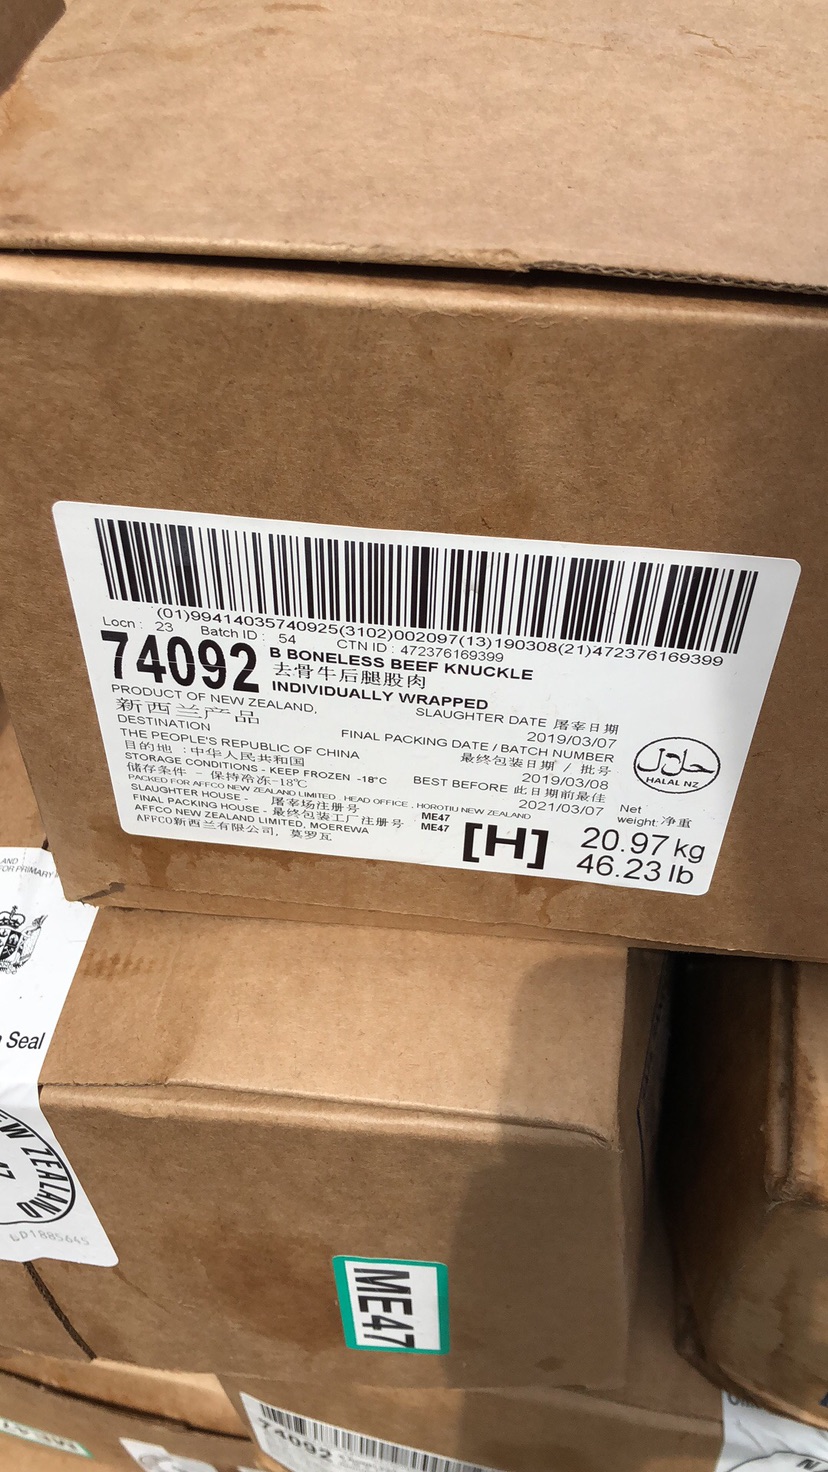 (01)99414035740925(3102)002097(13)190308(21)472376169399
Locn : 23 Batch ID : 54 CTN ID : 472376169399
74092
B BONELESS BEEF KNUCKLE
去骨牛后腿股肉
INDIVIDUALLY WRAPPED
PRODUCT OF NEW ZEALAND,
新西兰产品
DESTINATION
THE PEOPLE'S REPUBLIC OF CHINA
目的地 : 中华人民共和国
STORAGE CONDITIONS - KEEP FROZEN -18°C
储存条件 - 保持冷冻-18℃
PACKED FOR AFFCO NEW ZEALAND LIMITED HEAD OFFICE, HOROTIU NEW ZEALAND
SLAUGHTER HOUSE - 屠宰场注册号 ME47
FINAL PACKING HOUSE - 最终包装工厂注册号 ME47
AFFCO NEW ZEALAND LIMITED, MOEREWA
AFFCO新西兰有限公司, 莫罗瓦
SLAUGHTER DATE 屠宰日期
2019/03/07
FINAL PACKING DATE / BATCH NUMBER
最终包装日期 / 批号
2019/03/08
BEST BEFORE 此日期前最佳
2021/03/07
حلال
HALAL NZ
[H]
Net
weight 净重
20.97 kg
46.23 lb
AND
FOR PRIMARY
Seal
NEW ZEALAND
47
ME47
74092